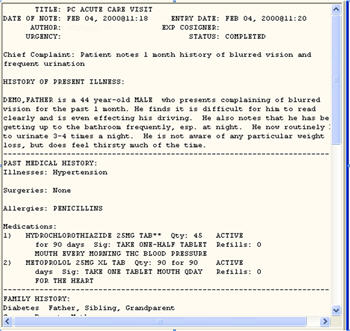 TITLE: PC ACUTE CARE VISIT
DATE OF NOTE: FEB 04, 2000@11:18 ENTRY DATE: FEB 04, 2000@11:20
AUTHOR: EXP COSIGNER:
URGENCY: STATUS: COMPLETED
Chief Complaint: Patient notes 1 month history of blurred vision and
frequent urination
HISTORY OF PRESENT ILLNESS:
DEMO,FATHER is a 44 year-old MALE who presents complaining of blurred
vision for the past 1 month. He finds it is difficult for him to read
clearly and is even effecting his driving. He also notes that he has be
getting up to the bathroom frequently, esp. at night. He now routinely
to urinate 3-4 times a night. He is not aware of any particular weight
loss, but does feel thirsty much of the time.
PAST MEDICAL HISTORY:
Illnesses: Hypertension
Surgeries: None
Allergies: PENICILLINS
Medications:
1) HYDROCHLOROTHIAZIDE 25MG TAB** Qty: 45 ACTIVE
for 90 days Sig: TAKE ONE-HALF TABLET Refills: 0
MOUTH EVERY MORNING THC BLOOD PRESSURE
2) METOPROLOL 25MG XL TAB Qty: 90 for 90 ACTIVE
days Sig: TAKE ONE TABLET MOUTH QDAY Refills: 0
FOR THE HEART
FAMILY HISTORY:
Diabetes Father, Sibling, Grandparent